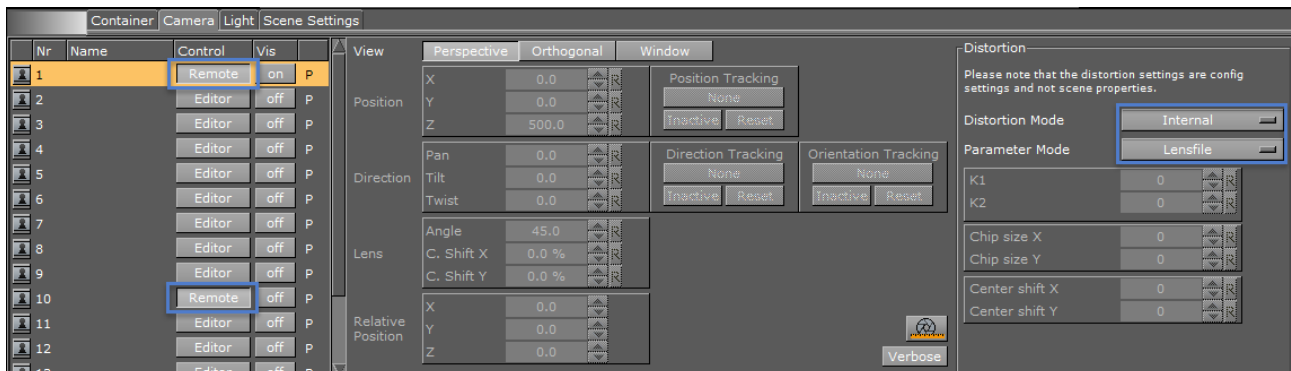 Container Camera Light Scene Settings
Nr Name Control Vis
1 Remote on P
2 Editor off P
3 Editor off P
4 Editor off P
5 Editor off P
6 Editor off P
7 Editor off P
8 Editor off P
9 Editor off P
10 Remote off P
11 Editor off P
12 Editor off P
View Perspective Orthogonal Window
Position
X 0.0 R
Y 0.0 R
Z 500.0 R
Position Tracking
None
Inactive Reset
Direction
Pan 0.0 R
Tilt 0.0 R
Twist 0.0 R
Direction Tracking
None
Inactive Reset
Orientation Tracking
None
Inactive Reset
Lens
Angle 45.0 R
C. Shift X 0.0 % R
C. Shift Y 0.0 % R
Relative
Position
X 0.0
Y 0.0
Z 0.0
Verbose
Distortion
Please note that the distortion settings are config
settings and not scene properties.
Distortion Mode Internal
Parameter Mode Lensfile
K1 0 R
K2 0 R
Chip size X 0 R
Chip size Y 0 R
Center shift X 0 R
Center shift Y 0 R